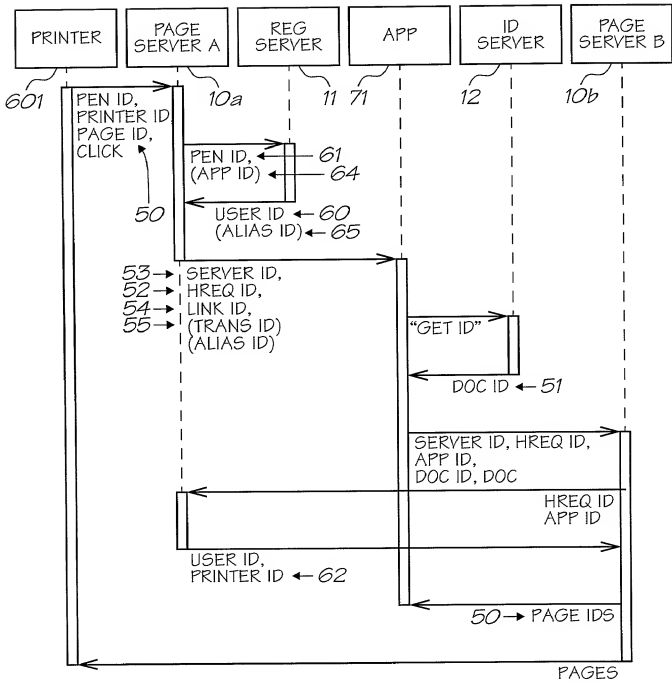 PRINTER
PAGE
SERVER A
REG
SERVER
APP
ID
SERVER
PAGE
SERVER B
601
10a
11
71
12
10b
PEN ID,
PRINTER ID,
PAGE ID,
CLICK
50
PEN ID, 61
(APP ID) 64
USER ID 60
(ALIAS ID) 65
53 SERVER ID,
52 HREQ ID,
54 LINK ID,
55 (TRANS ID)
(ALIAS ID)
"GET ID"
DOC ID 51
SERVER ID, HREQ ID,
APP ID,
DOC ID, DOC
HREQ ID
APP ID
USER ID,
PRINTER ID 62
50 PAGE IDS
PAGES